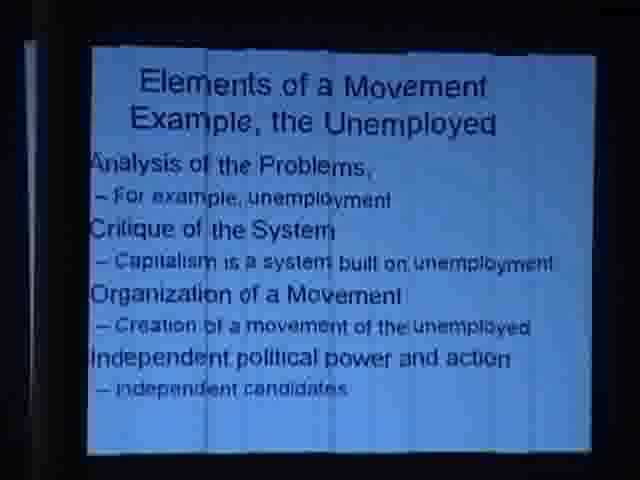 Elements of a Movement
Example, the Unemployed
Analysis of the Problems,
– For example, unemployment
Critique of the System
– Capitalism is a system built on unemployment
Organization of a Movement
– Creation of a movement of the unemployed
Independent political power and action
– Independent candidates